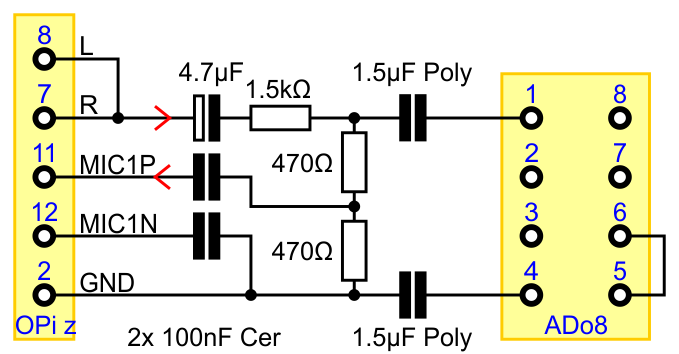 8 L
4.7µF 1.5µF Poly
1.5kΩ
7 R 1 8
11 MIC1P 470Ω 2 7
12 MIC1N 470Ω 3 6
2 GND 4 5
OPi z 2x 100nF Cer 1.5µF Poly ADo8